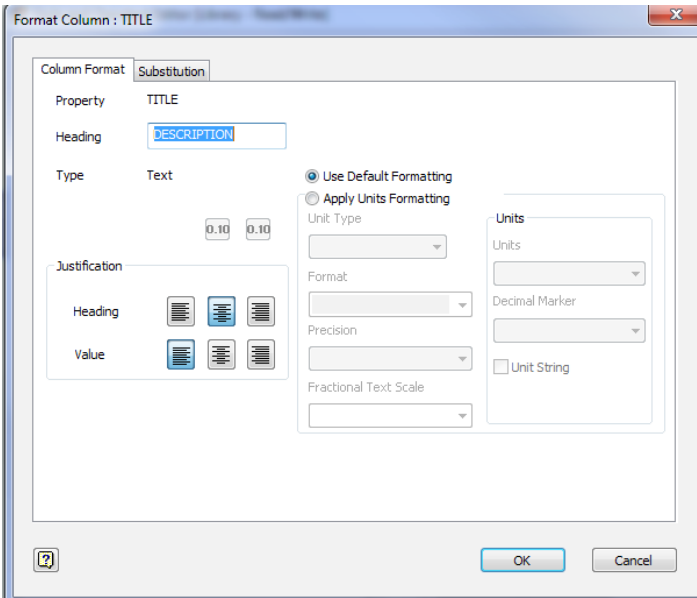 Format Column : TITLE
Column Format
Substitution
Property TITLE
Heading DESCRIPTION
Type Text
Use Default Formatting
Apply Units Formatting
0.10 0.10
Unit Type
Format
Precision
Fractional Text Scale
Units
Units
Decimal Marker
Unit String
Justification
Heading
Value
OK
Cancel